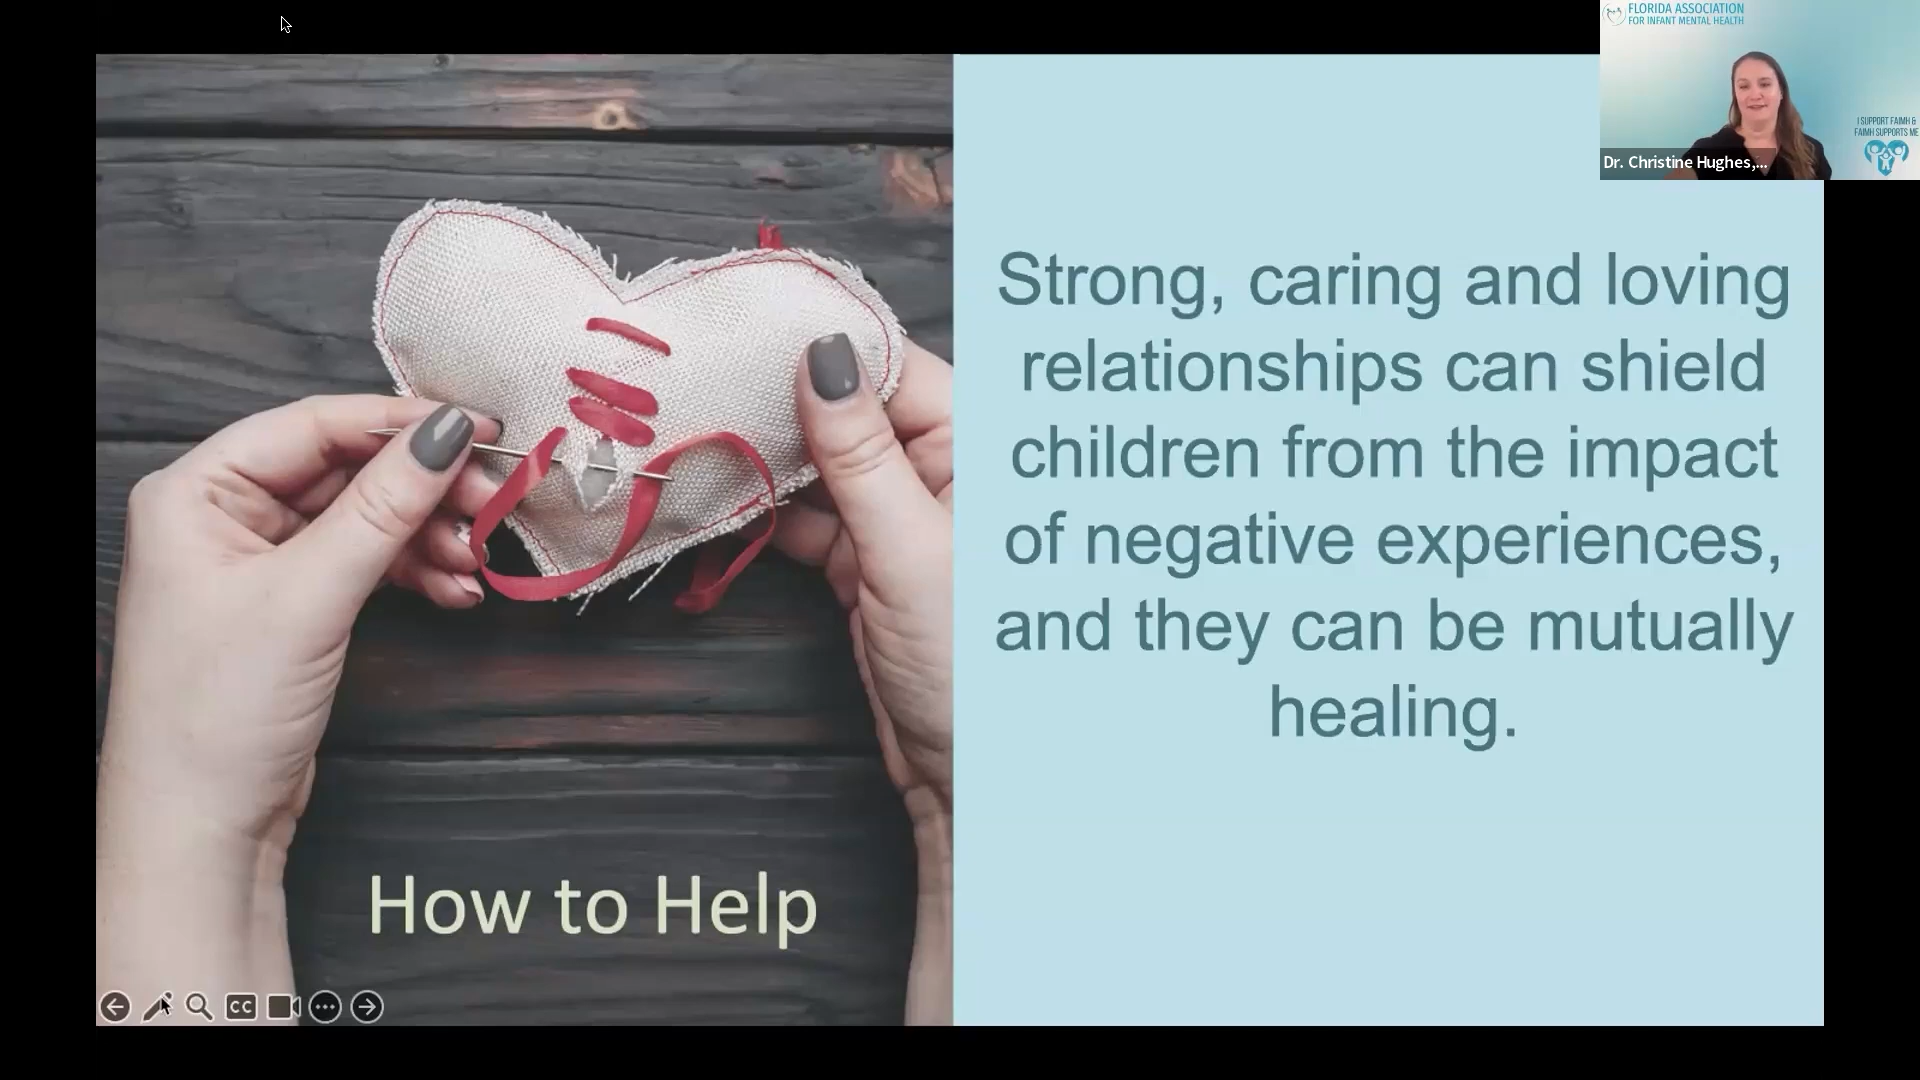 FLORIDA ASSOCIATION
FOR INFANT MENTAL HEALTH
I SUPPORT FAIMH &
FAIMH SUPPORTS ME
Dr. Christine Hughes,...
Strong, caring and loving
relationships can shield
children from the impact
of negative experiences,
and they can be mutually
healing.
How to Help
CC